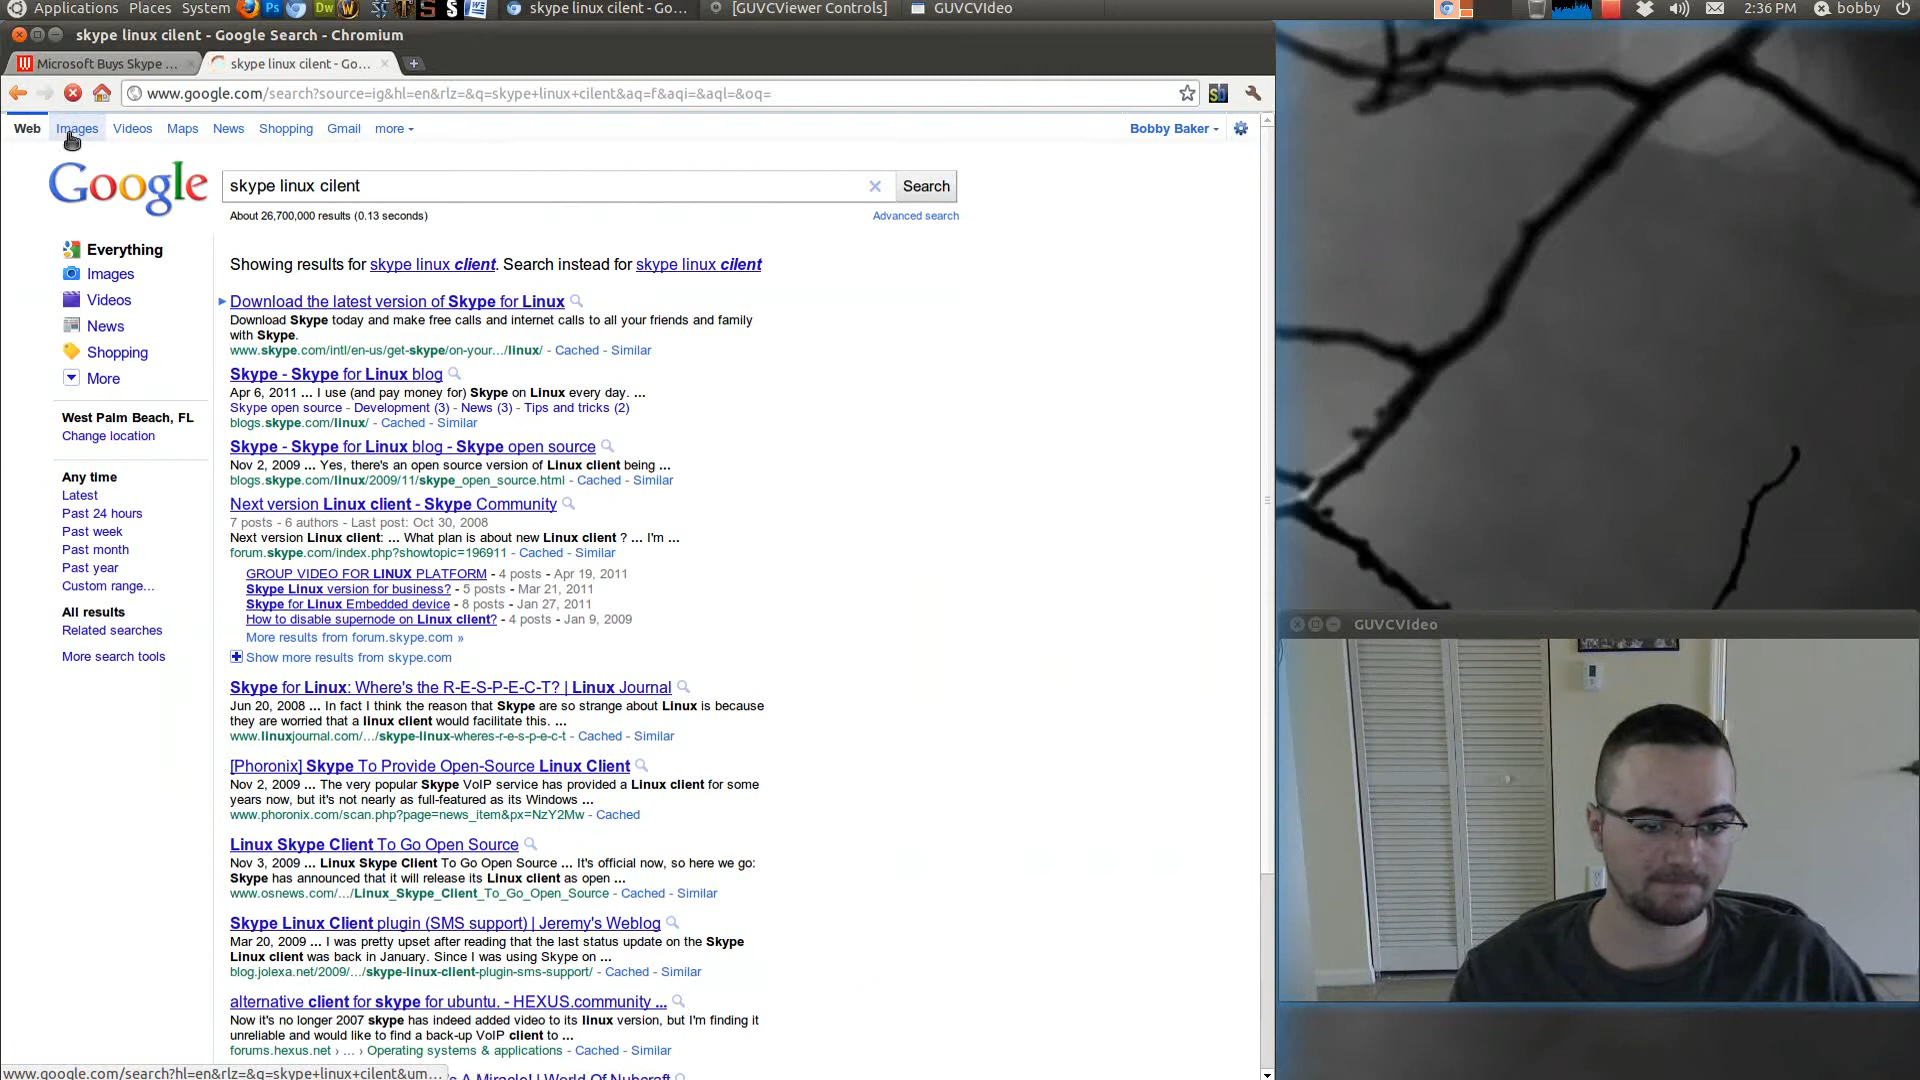 Applications Places System
skype linux cilent - Go...
[GUVCViewer Controls]
GUVCVIdeo
2:36 PM
bobby
skype linux cilent - Google Search - Chromium
Microsoft Buys Skype ...
skype linux cilent - Go...
www.google.com/search?source=ig&hl=en&rlz=&q=skype+linux+cilent&aq=f&aqi=&aql=&oq=
Web Images Videos Maps News Shopping Gmail more
Bobby Baker
Google
skype linux cilent
Search
About 26,700,000 results (0.13 seconds)
Advanced search
Everything
Images
Videos
News
Shopping
More
West Palm Beach, FL
Change location
Any time
Latest
Past 24 hours
Past week
Past month
Past year
Custom range...
All results
Related searches
More search tools
Showing results for skype linux client. Search instead for skype linux cilent
Download the latest version of Skype for Linux
Download Skype today and make free calls and internet calls to all your friends and family
with Skype.
www.skype.com/intl/en-us/get-skype/on-your.../linux/ - Cached - Similar
Skype - Skype for Linux blog
Apr 6, 2011 ... I use (and pay money for) Skype on Linux every day. ...
Skype open source - Development (3) - News (3) - Tips and tricks (2)
blogs.skype.com/linux/ - Cached - Similar
Skype - Skype for Linux blog - Skype open source
Nov 2, 2009 ... Yes, there's an open source version of Linux client being ...
blogs.skype.com/linux/2009/11/skype_open_source.html - Cached - Similar
Next version Linux client - Skype Community
7 posts - 6 authors - Last post: Oct 30, 2008
Next version Linux client: ... What plan is about new Linux client ? ... I'm ...
forum.skype.com/index.php?showtopic=196911 - Cached - Similar
GROUP VIDEO FOR LINUX PLATFORM - 4 posts - Apr 19, 2011
Skype Linux version for business? - 5 posts - Mar 21, 2011
Skype for Linux Embedded device - 8 posts - Jan 27, 2011
How to disable supernode on Linux client? - 4 posts - Jan 9, 2009
More results from forum.skype.com »
Show more results from skype.com
Skype for Linux: Where's the R-E-S-P-E-C-T? | Linux Journal
Jun 20, 2008 ... In fact I think the reason that Skype are so strange about Linux is because
they are worried that a linux client would facilitate this. ...
www.linuxjournal.com/.../skype-linux-wheres-r-e-s-p-e-c-t - Cached - Similar
[Phoronix] Skype To Provide Open-Source Linux Client
Nov 2, 2009 ... The very popular Skype VoIP service has provided a Linux client for some
years now, but it's not nearly as full-featured as its Windows ...
www.phoronix.com/scan.php?page=news_item&px=NzY2Mw - Cached
Linux Skype Client To Go Open Source
Nov 3, 2009 ... Linux Skype Client To Go Open Source ... It's official now, so here we go:
Skype has announced that it will release its Linux client as open ...
www.osnews.com/.../Linux_Skype_Client_To_Go_Open_Source - Cached - Similar
Skype Linux Client plugin (SMS support) | Jeremy's Weblog
Mar 20, 2009 ... I was pretty upset after reading that the last status update on the Skype
Linux client was back in January. Since I was using Skype on ...
blog.jolexa.net/2009/.../skype-linux-client-plugin-sms-support/ - Cached - Similar
alternative client for skype for ubuntu. - HEXUS.community ...
Now it's no longer 2007 skype has indeed added video to its linux version, but I'm finding it
unreliable and would like to find a back-up VoIP client to ...
forums.hexus.net › ... › Operating systems & applications - Cached - Similar
www.google.com/search?hl=en&rlz=&q=skype+linux+cilent&um...
's A Miracle! | World Of Nubcraft
GUVCVIdeo